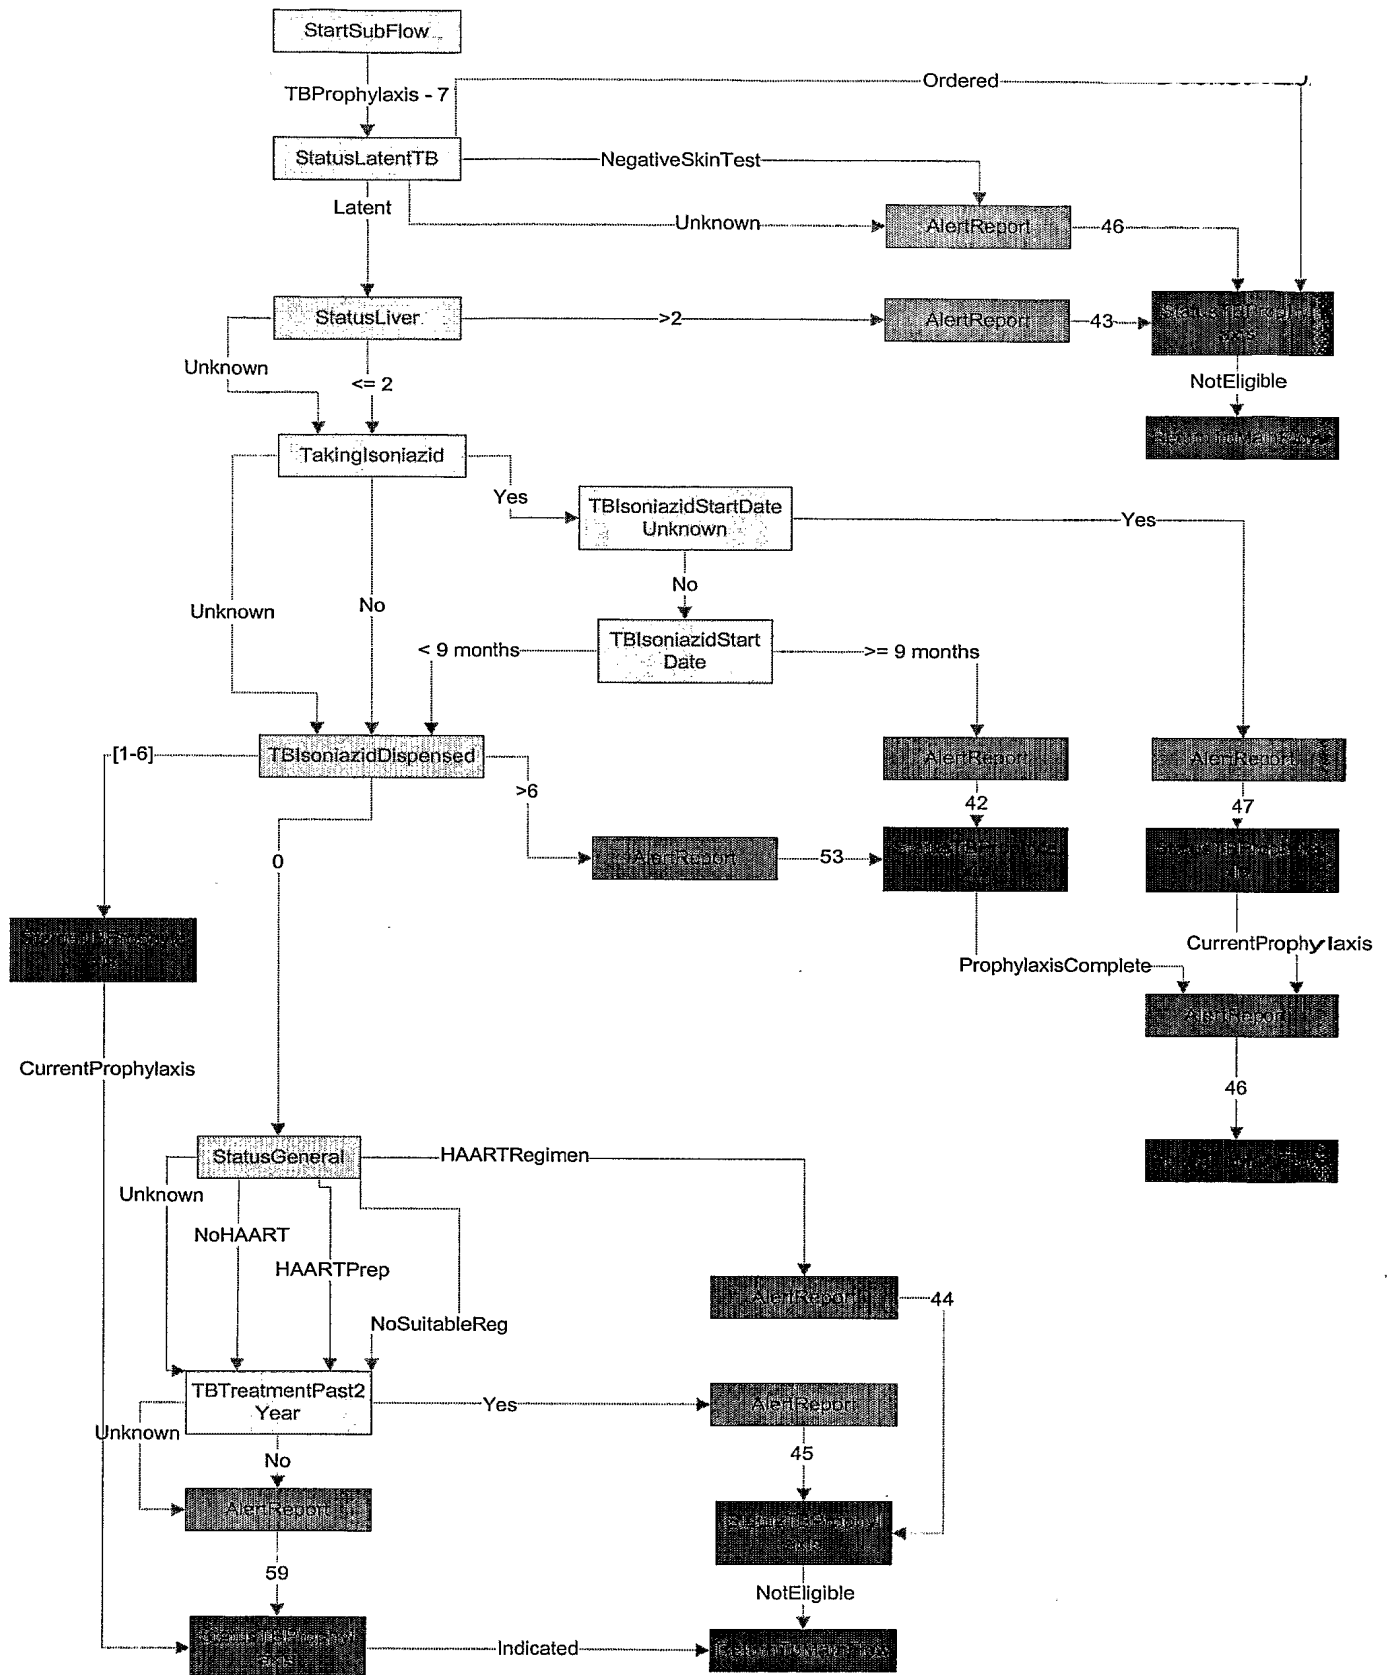 StartSubFlow
TBProphylaxis - 7
Ordered
StatusLatentTB
NegativeSkinTest
Latent
Unknown
AlertReport
46
StatusLiver
>2
AlertReport
43
Unknown
<= 2
NotEligible
TakingIsoniazid
Yes
TBIsoniazidStartDate
Unknown
Yes
No
Unknown
No
TBIsoniazidStart
Date
< 9 months
>= 9 months
[1-6]
TBIsoniazidDispensed
>6
AlertReport
AlertReport
42
47
0
AlertReport
53
ProphylaxisComplete
CurrentProphylaxis
AlertReport
CurrentProphylaxis
46
StatusGeneral
HAARTRegimen
Unknown
NoHAART
HAARTPrep
AlertReport
44
NoSuitableReg
TBTreatmentPast2
Year
Yes
AlertReport
Unknown
No
45
AlertReport
59
NotEligible
Indicated